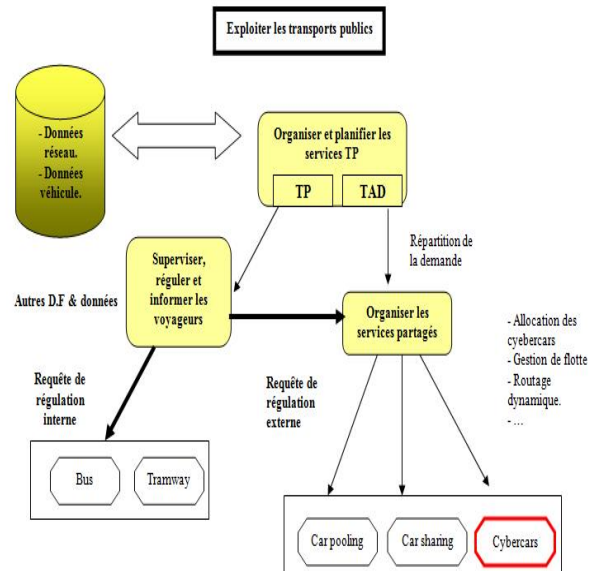 Exploiter les transports publics
- Données
réseau.
- Données
véhicule.
Organiser et planifier les
services TP
TP
TAD
Répartition de
la demande
Superviser,
réguler et
informer les
voyageurs
Autres D.F & données
Organiser les
services partagés
- Allocation des
cyebercars
- Gestion de flotte
- Routage
dynamique.
- ...
Requête de
régulation
interne
Requête de
régulation
externe
Bus
Tramway
Car pooling
Car sharing
Cybercars